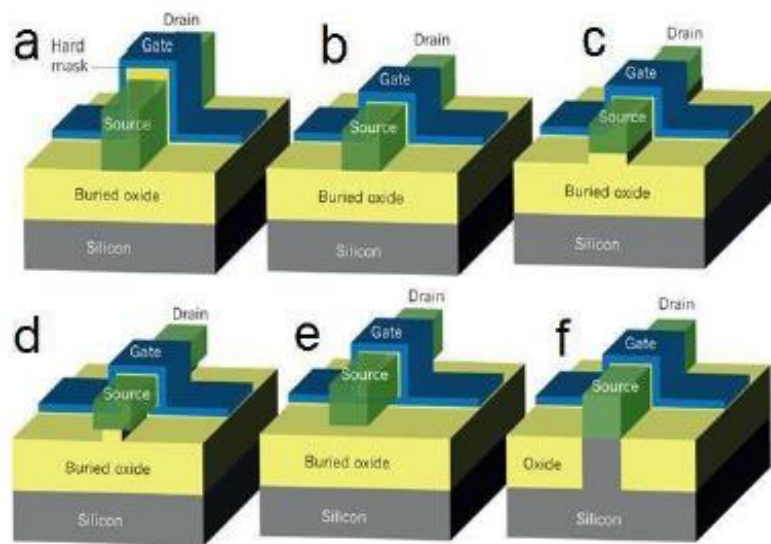 a
Drain
Gate
Hard
mask
Source
Buried oxide
Silicon
b
Drain
Gate
Source
Buried oxide
Silicon
c
Drain
Gate
Source
Buried oxide
Silicon
d
Drain
Gate
Source
Buried oxide
Silicon
e
Drain
Gate
Source
Buried oxide
Silicon
f
Drain
Gate
Source
Oxide
Silicon